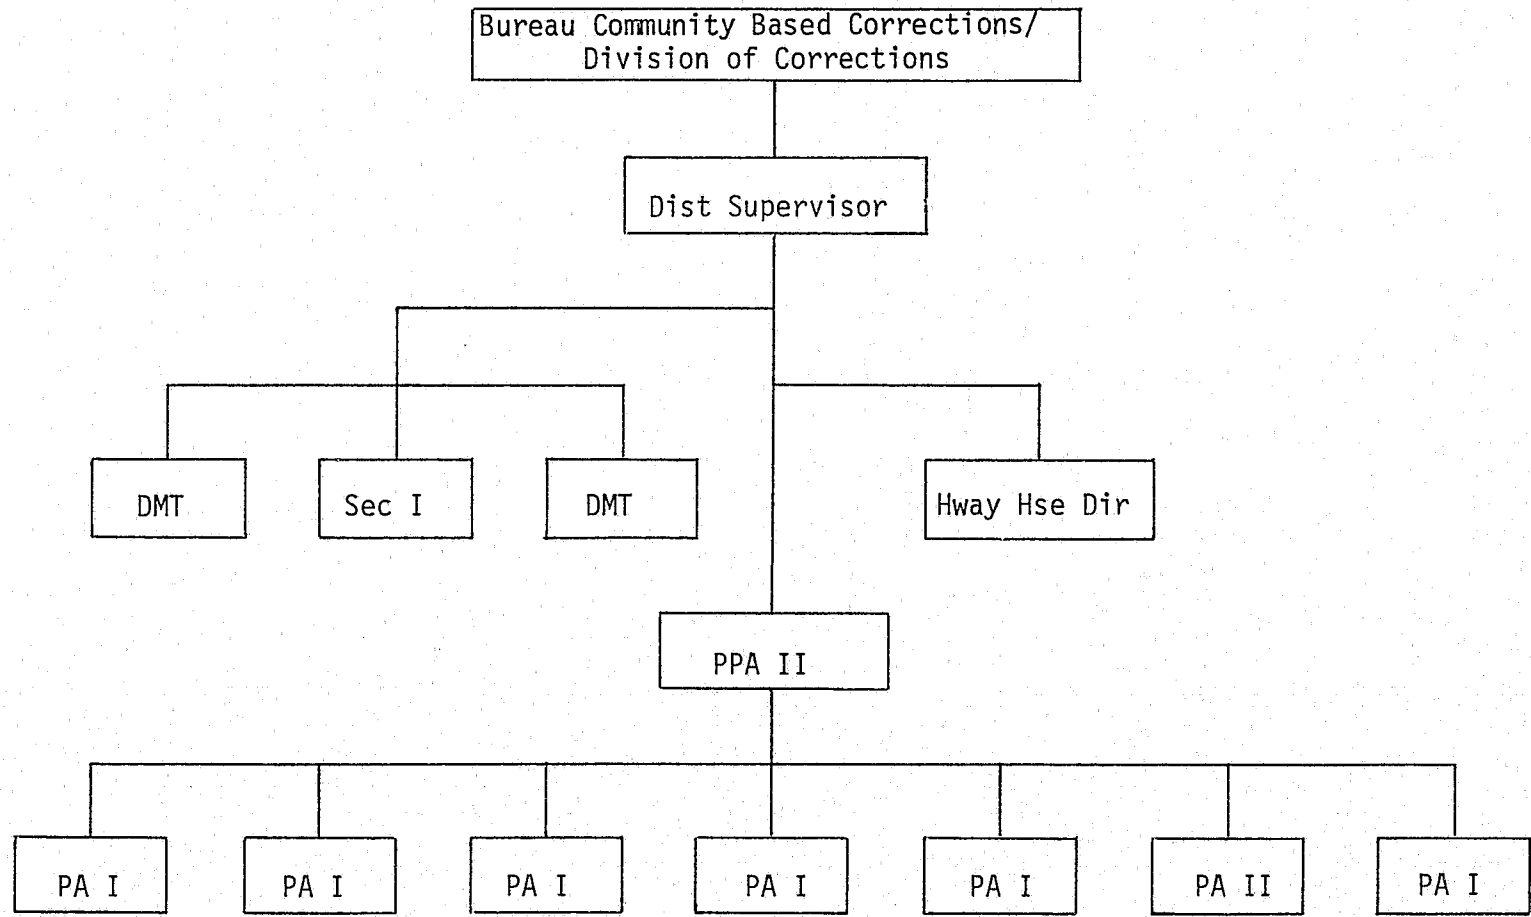 Bureau Community Based Corrections/
Division of Corrections
Dist Supervisor
DMT
Sec I
DMT
Hway Hse Dir
PPA II
PA I
PA I
PA I
PA I
PA I
PA II
PA I